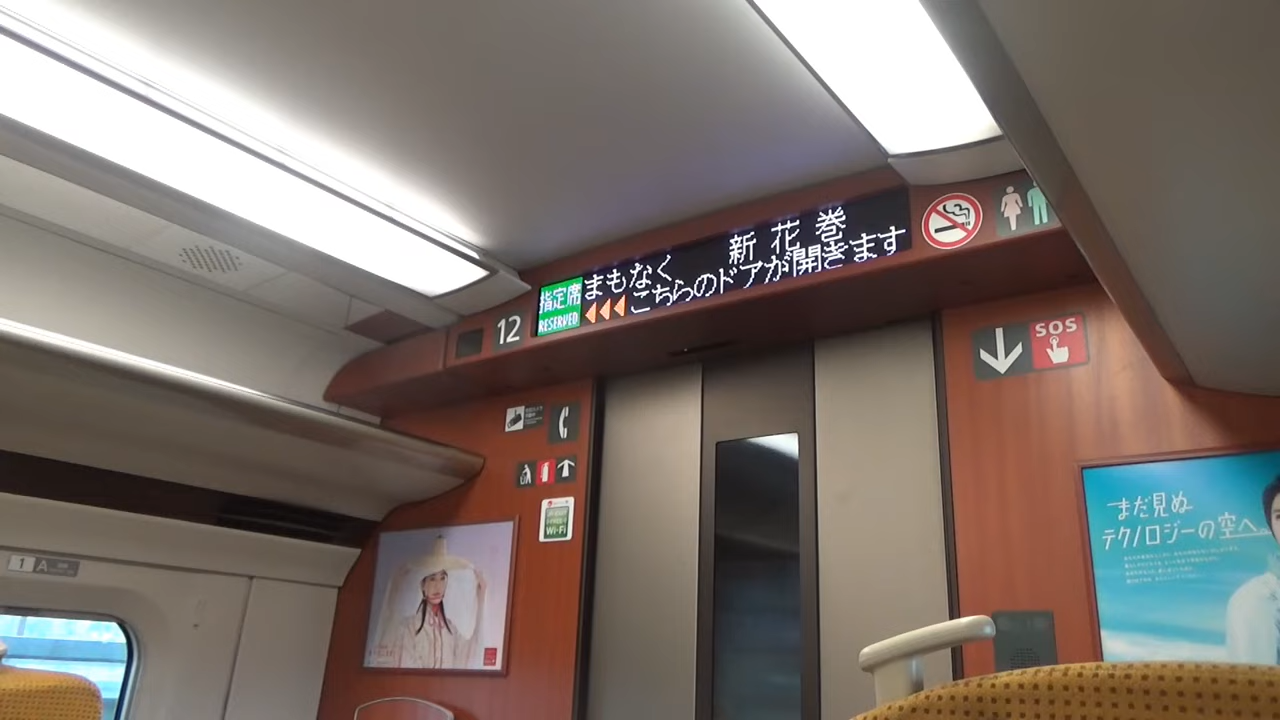 指定席
RESERVED
まもなく 新花巻
こちらのドアが開きます
12
SOS
Wi-Fi
1 A
まだ見ぬ
テクノロジーの空へ